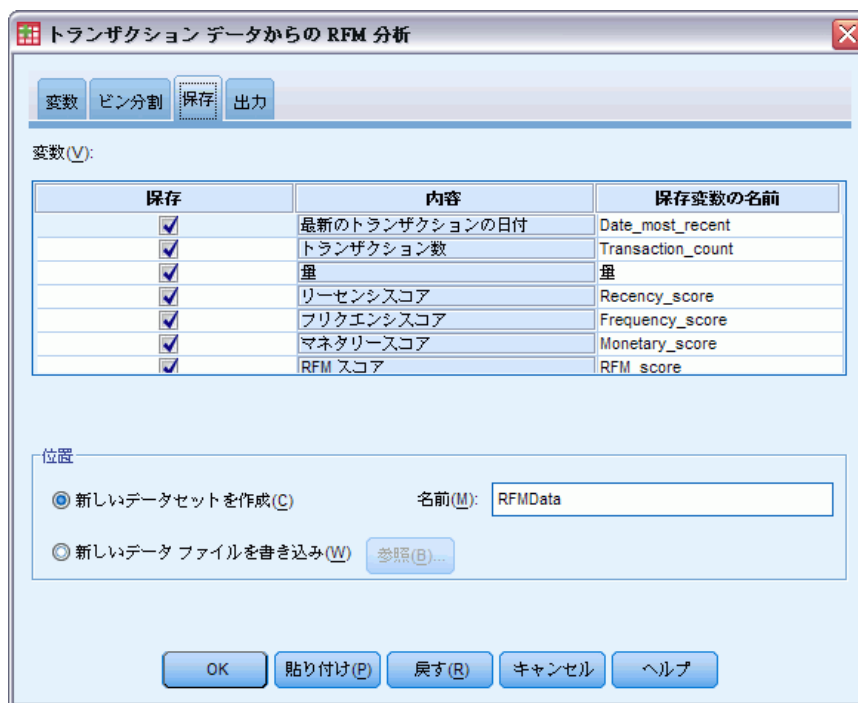 トランザクション データからの RFM 分析
変数 ビン分割 保存 出力
変数(V):
保存 内容 保存変数の名前
最新のトランザクションの日付 Date_most_recent
トランザクション数 Transaction_count
量 量
リーセンシスコア Recency_score
フリクエンシスコア Frequency_score
マネタリースコア Monetary_score
RFM スコア RFM_score
位置
新しいデータセットを作成(C) 名前(M): RFMData
新しいデータ ファイルを書き込み(W) 参照(B)...
OK 貼り付け(P) 戻す(R) キャンセル ヘルプ